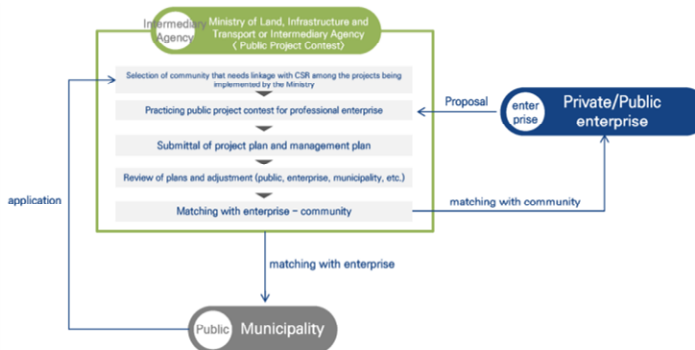 Intermediary
Agency
Ministry of Land, Infrastructure and
Transport or Intermediary Agency
< Public Project Contest>
Selection of community that needs linkage with CSR among the projects being
implemented by the Ministry
Practicing public project contest for professional enterprise
Submittal of project plan and management plan
Review of plans and adjustment (public, enterprise, municipality, etc.)
Matching with enterprise – community
Proposal
enter
prise
Private/Public
enterprise
application
matching with community
matching with enterprise
Public
Municipality